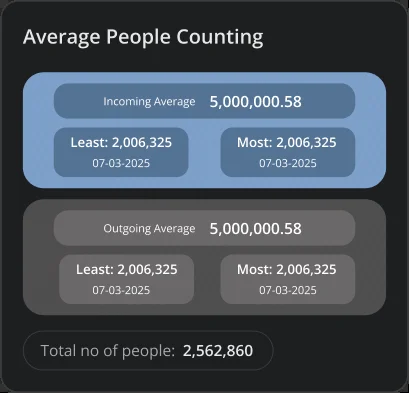 Average People Counting
Incoming Average 5,000,000.58
Least: 2,006,325 Most: 2,006,325
07-03-2025 07-03-2025
Outgoing Average 5,000,000.58
Least: 2,006,325 Most: 2,006,325
07-03-2025 07-03-2025
Total no of people: 2,562,860